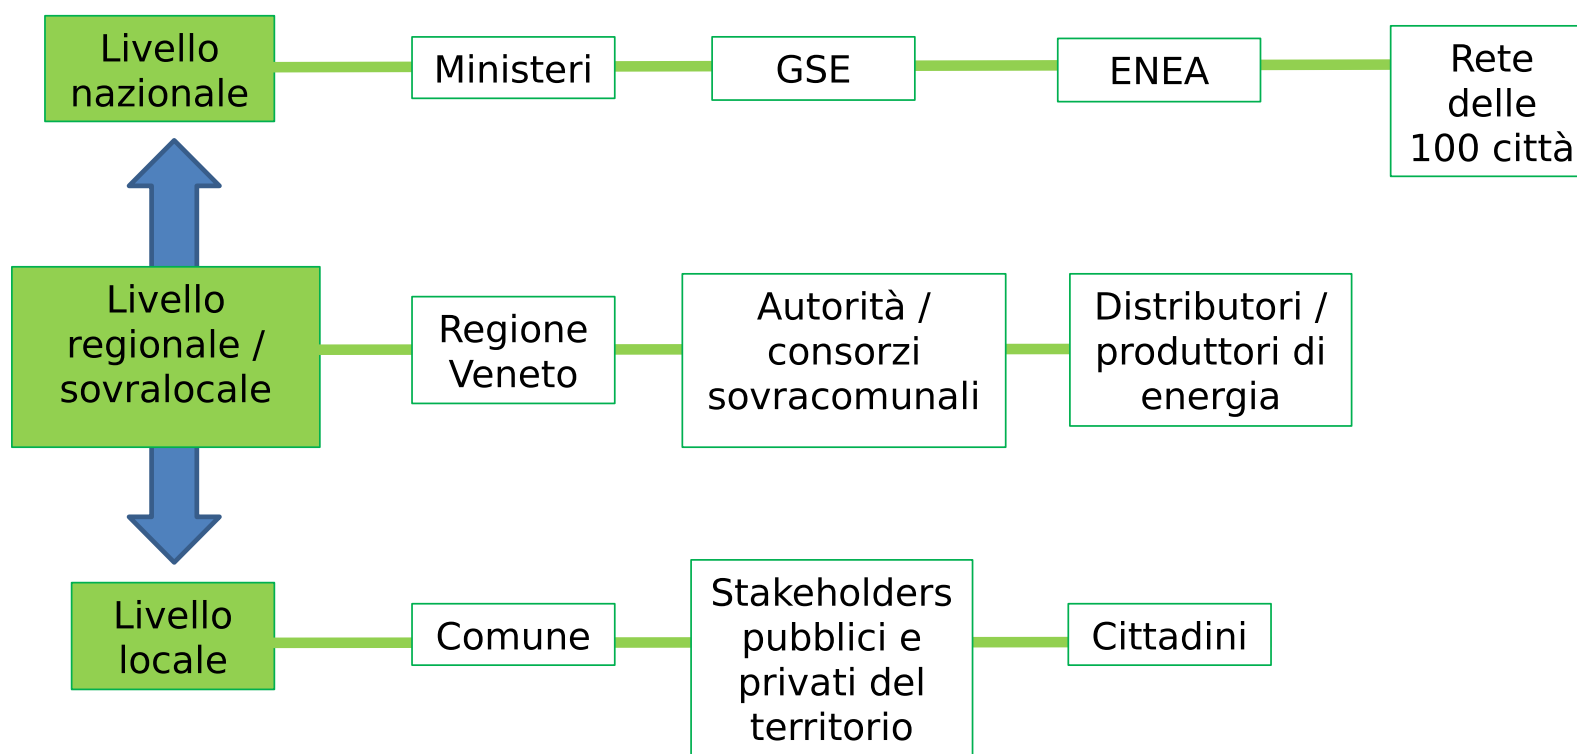 Livello
nazionale
Ministeri
GSE
ENEA
Rete
delle
100 città
Livello
regionale /
sovralocale
Regione
Veneto
Autorità /
consorzi
sovracomunali
Distributori /
produttori di
energia
Livello
locale
Comune
Stakeholders
pubblici e
privati del
territorio
Cittadini